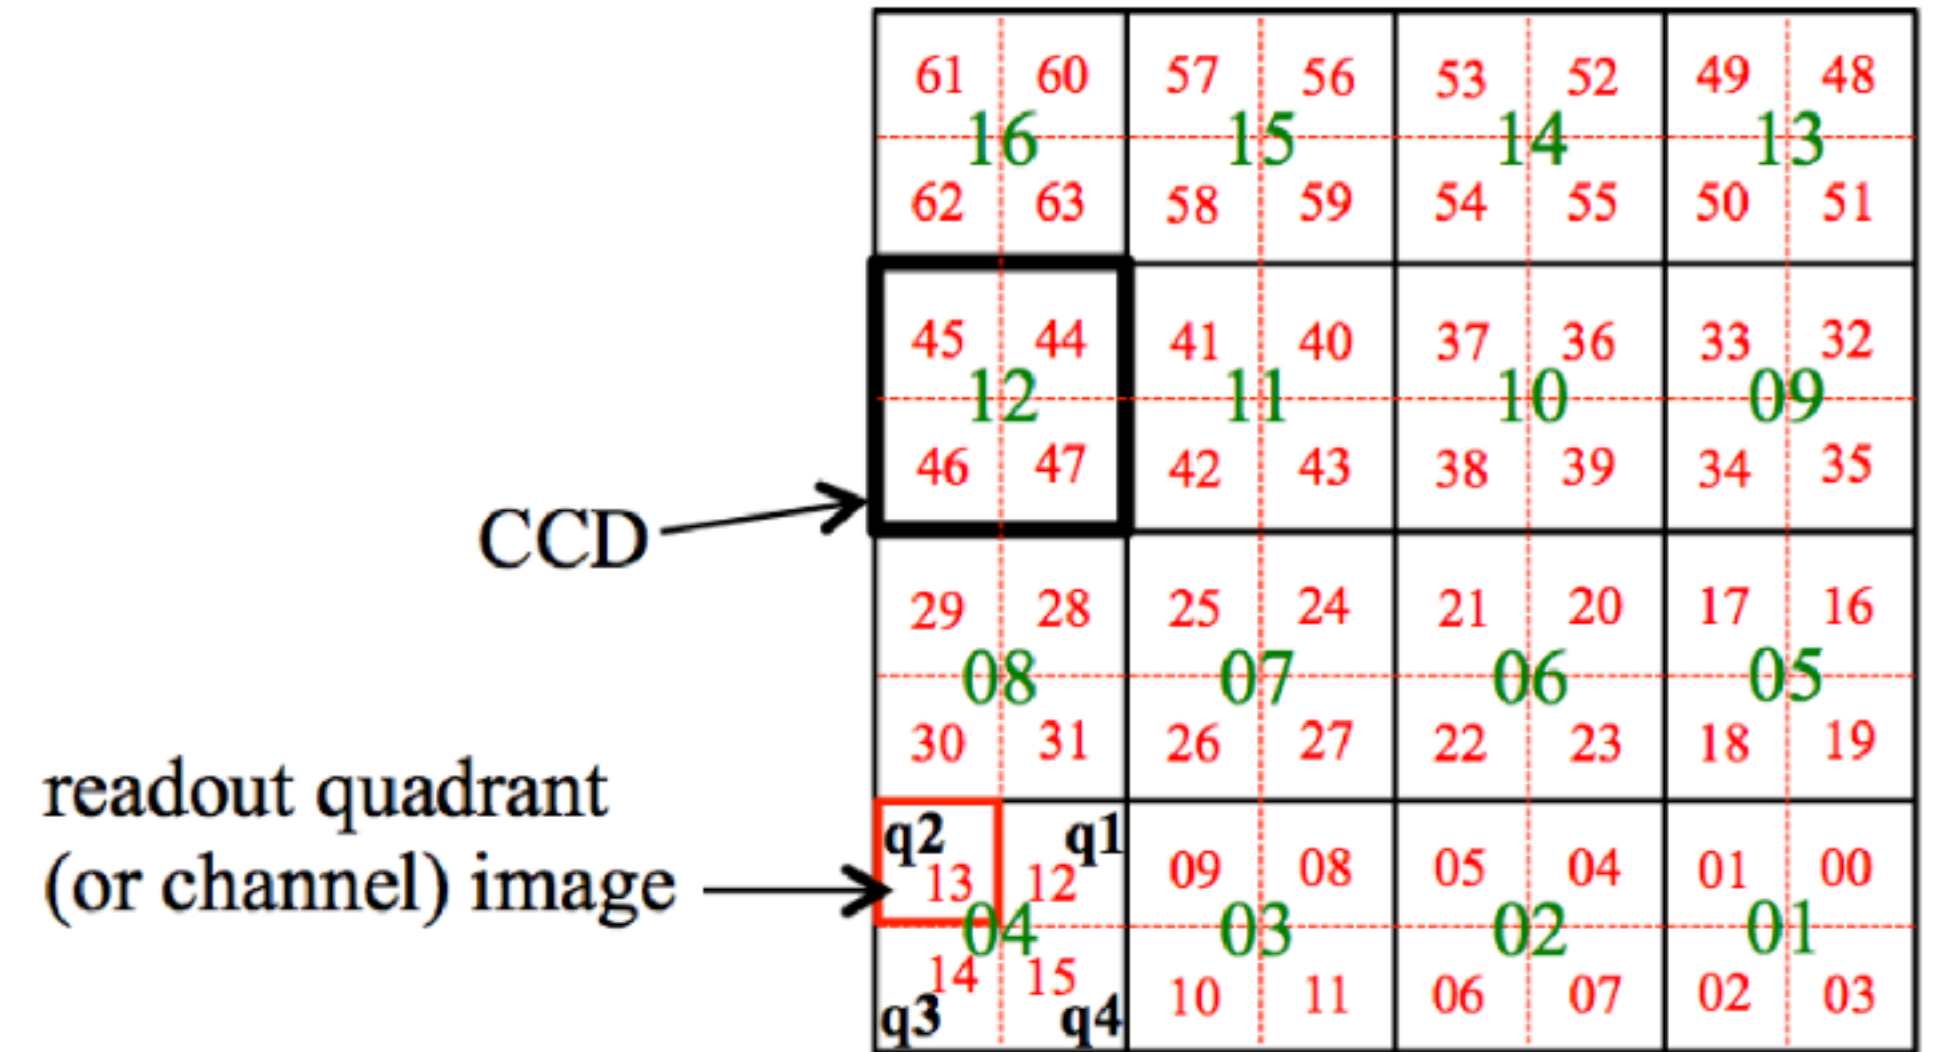 61 60 57 56 53 52 49 48
16 15 14 13
62 63 58 59 54 55 50 51
45 44 41 40 37 36 33 32
12 11 10 09
46 47 42 43 38 39 34 35
CCD
29 28 25 24 21 20 17 16
08 07 06 05
30 31 26 27 22 23 18 19
readout quadrant
(or channel) image
q2 q1
13 12 09 08 05 04 01 00
04 03 02 01
14 15 10 11 06 07 02 03
q3 q4